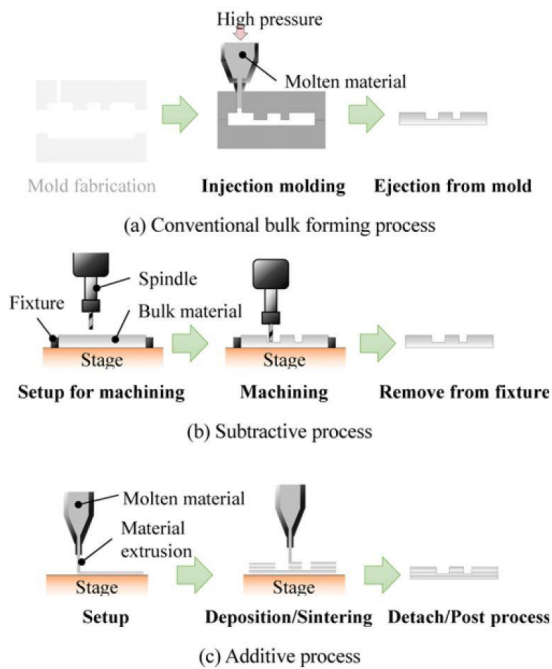 High pressure
Molten material
Mold fabrication
Injection molding
Ejection from mold
(a) Conventional bulk forming process
Spindle
Fixture
Bulk material
Stage
Stage
Setup for machining
Machining
Remove from fixture
(b) Subtractive process
Molten material
Material
extrusion
Stage
Stage
Setup
Deposition/Sintering
Detach/Post process
(c) Additive process